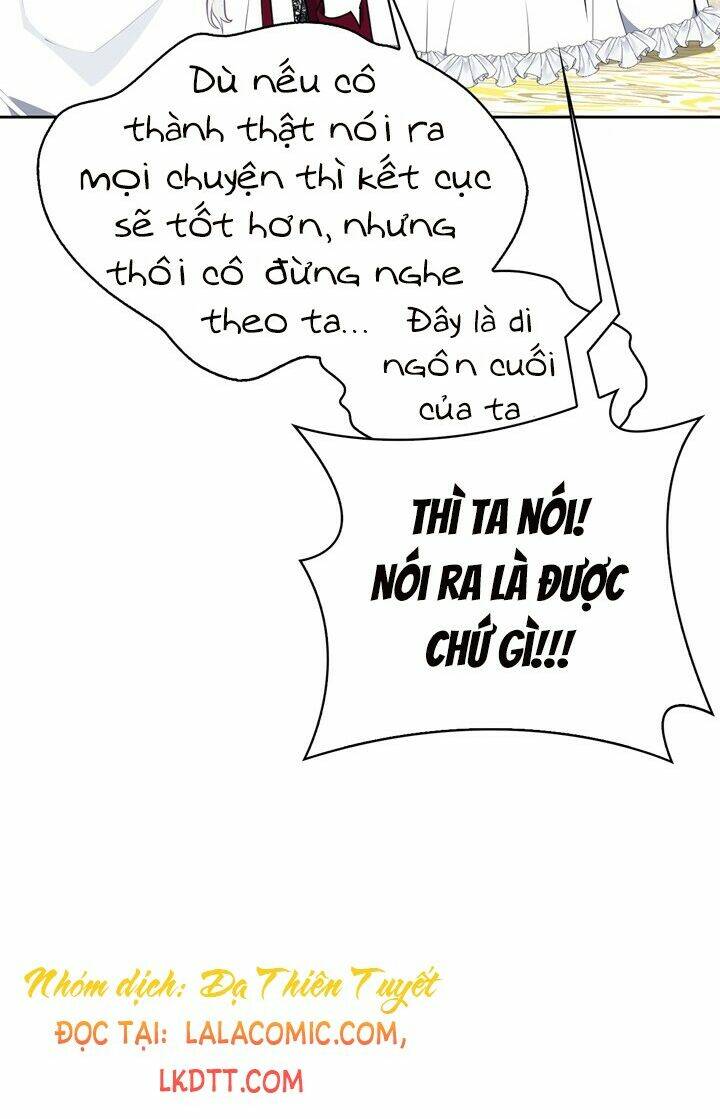 Dù nếu cô
thành thật nói ra
mọi chuyện thì kết cục
sẽ tốt hơn, nhưng
thôi cô đừng nghe
theo ta...
Đây là di
ngôn cuối
của ta
THÌ TA NÓI!
NÓI RA LÀ ĐƯỢC
CHỨ GÌ!!!
Nhóm dịch: Dạ Thiên Tuyết
ĐỌC TẠI: LALACOMIC.COM,
LKDTT.COM